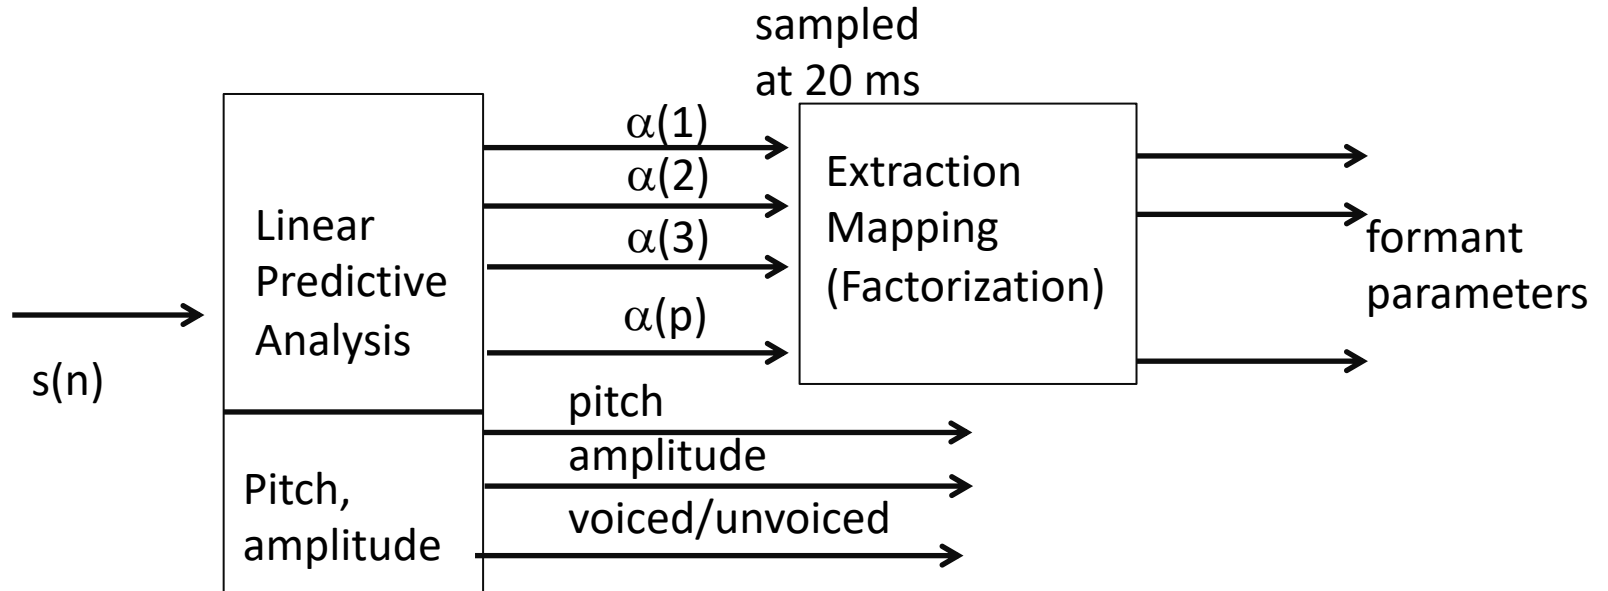 sampled
at 20 ms
α(1)
α(2)
α(3)
α(p)
Linear
Predictive
Analysis
Extraction
Mapping
(Factorization)
formant
parameters
s(n)
pitch
amplitude
voiced/unvoiced
Pitch,
amplitude